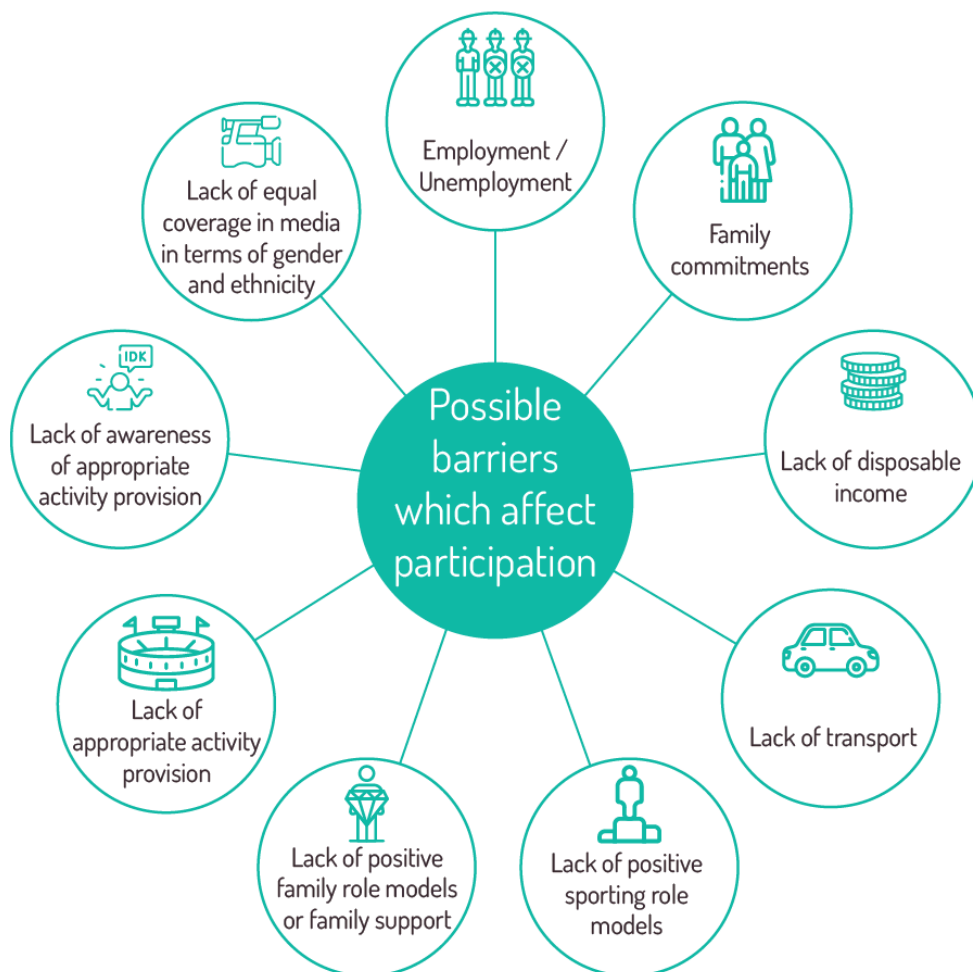 Possible
barriers
which affect
participation
Employment /
Unemployment
Family
commitments
Lack of disposable
income
Lack of transport
Lack of positive
sporting role
models
Lack of positive
family role models
or family support
Lack of
appropriate activity
provision
IDK
Lack of awareness
of appropriate
activity provision
Lack of equal
coverage in media
in terms of gender
and ethnicity